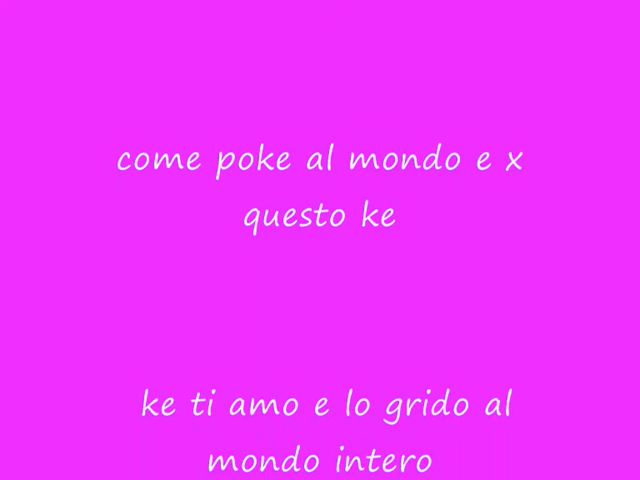 come poke al mondo e x
questo ke
ke ti amo e lo grido al
mondo intero